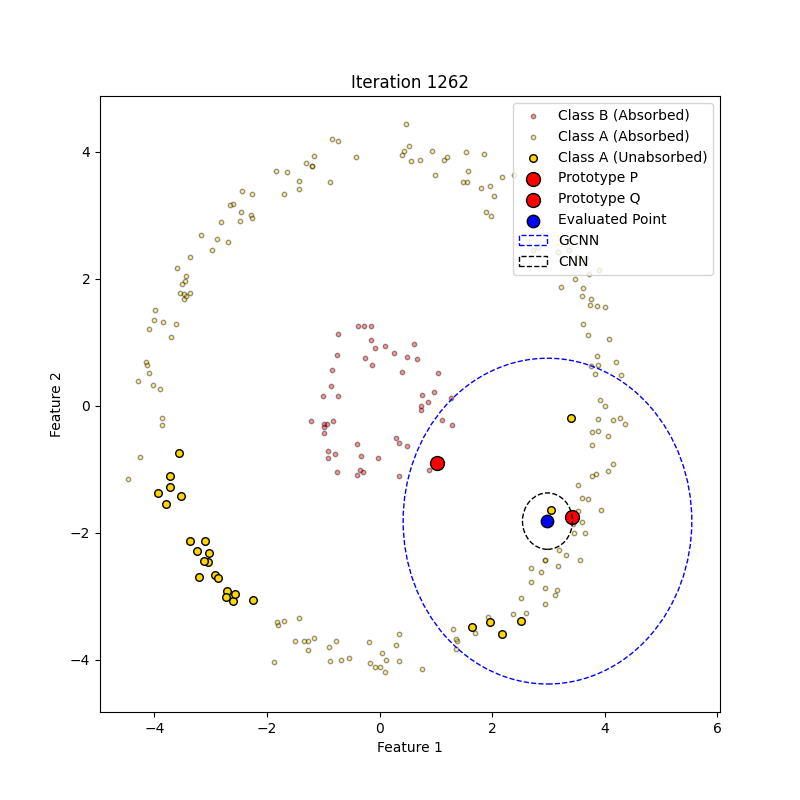 Iteration 1262
Class B (Absorbed)
Class A (Absorbed)
Class A (Unabsorbed)
Prototype P
Prototype Q
Evaluated Point
GCNN
CNN
Feature 2
4
2
0
−2
−4
−4
−2
0
2
4
6
Feature 1